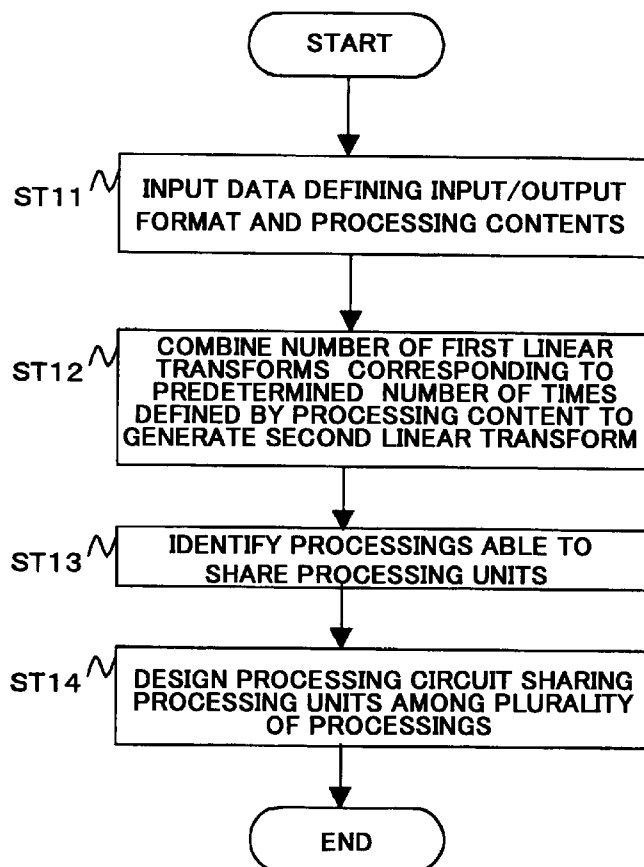 START
ST11
INPUT DATA DEFINING INPUT/OUTPUT
FORMAT AND PROCESSING CONTENTS
ST12
COMBINE NUMBER OF FIRST LINEAR
TRANSFORMS CORRESPONDING TO
PREDETERMINED NUMBER OF TIMES
DEFINED BY PROCESSING CONTENT TO
GENERATE SECOND LINEAR TRANSFORM
ST13
IDENTIFY PROCESSINGS ABLE TO
SHARE PROCESSING UNITS
ST14
DESIGN PROCESSING CIRCUIT SHARING
PROCESSING UNITS AMONG PLURALITY
OF PROCESSINGS
END